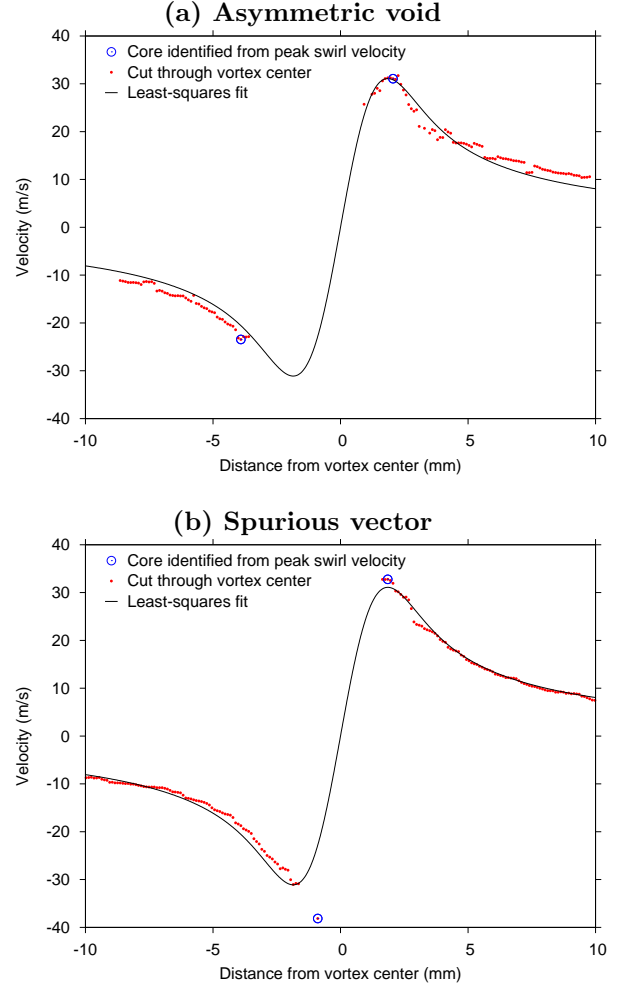 (a) Asymmetric void
40
30
20
10
0
-10
-20
-30
-40
Velocity (m/s)
Core identified from peak swirl velocity
Cut through vortex center
Least-squares fit
-10 -5 0 5 10
Distance from vortex center (mm)
(b) Spurious vector
40
30
20
10
0
-10
-20
-30
-40
Velocity (m/s)
Core identified from peak swirl velocity
Cut through vortex center
Least-squares fit
-10 -5 0 5 10
Distance from vortex center (mm)